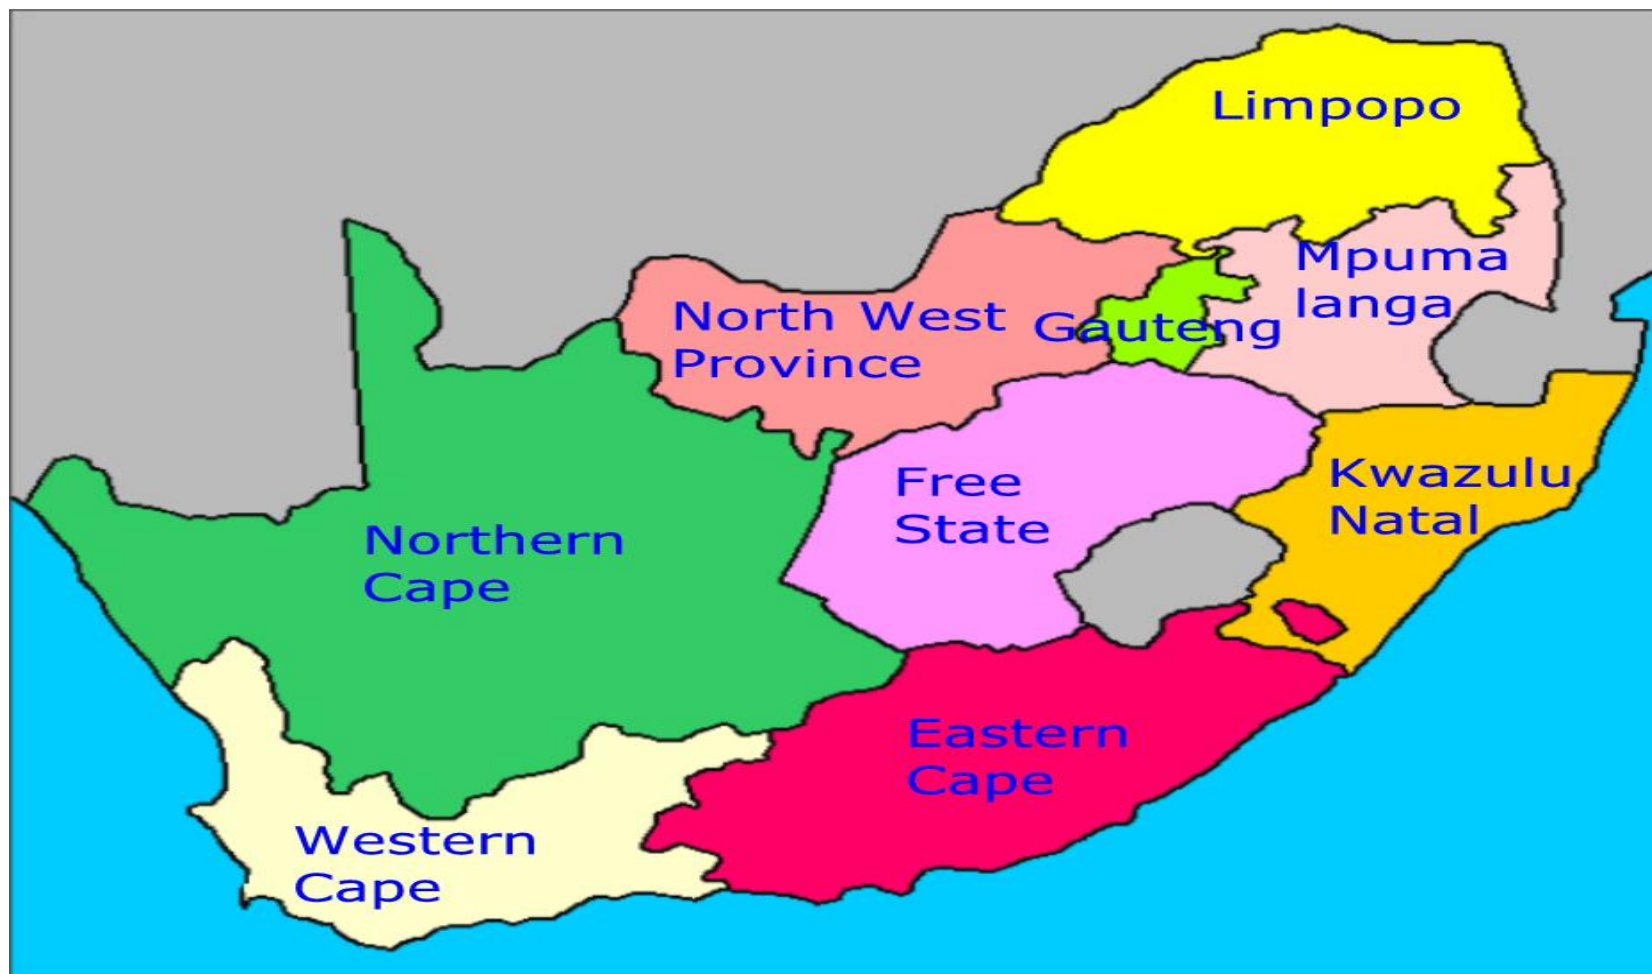 Limpopo
Mpuma
langa
North West
Province
Gauteng
Kwazulu
Natal
Free
State
Northern
Cape
Eastern
Cape
Western
Cape